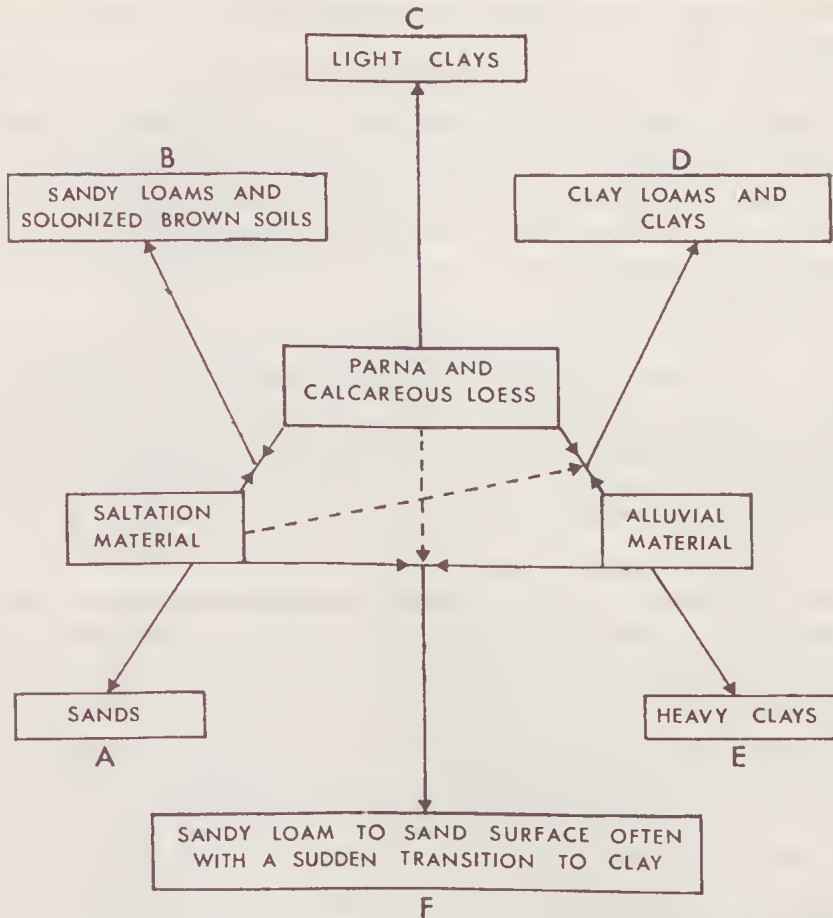 C
LIGHT CLAYS
B
SANDY LOAMS AND
SOLONIZED BROWN SOILS
D
CLAY LOAMS AND
CLAYS
PARNA AND
CALCAREOUS LOESS
SALTATION
MATERIAL
ALLUVIAL
MATERIAL
SANDS
A
HEAVY CLAYS
E
SANDY LOAM TO SAND SURFACE OFTEN
WITH A SUDDEN TRANSITION TO CLAY
F